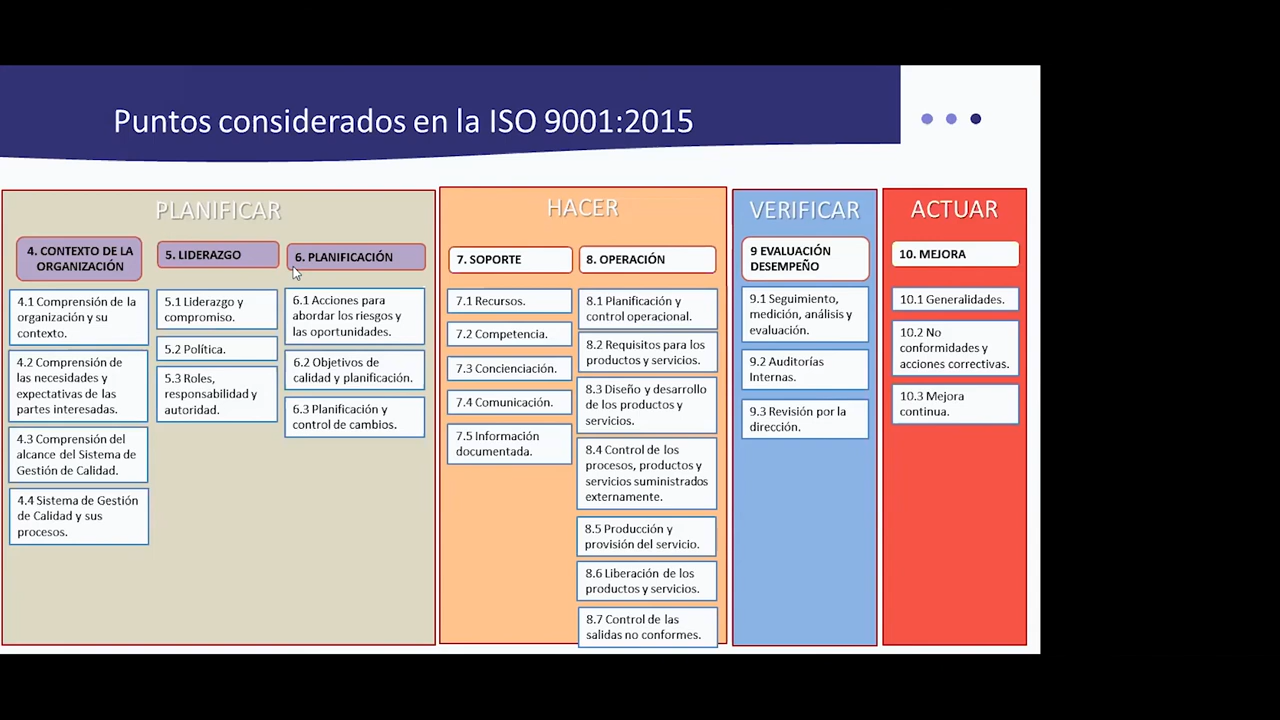 Puntos considerados en la ISO 9001:2015
PLANIFICAR
4. CONTEXTO DE LA
ORGANIZACIÓN
4.1 Comprensión de la
organización y su
contexto.
4.2 Comprensión de
las necesidades y
expectativas de las
partes interesadas.
4.3 Comprensión del
alcance del Sistema de
Gestión de Calidad.
4.4 Sistema de Gestión
de Calidad y sus
procesos.
5. LIDERAZGO
5.1 Liderazgo y
compromiso.
5.2 Política.
5.3 Roles,
responsabilidad y
autoridad.
6. PLANIFICACIÓN
6.1 Acciones para
abordar los riesgos y
las oportunidades.
6.2 Objetivos de
calidad y planificación.
6.3 Planificación y
control de cambios.
HACER
7. SOPORTE
7.1 Recursos.
7.2 Competencia.
7.3 Concienciación.
7.4 Comunicación.
7.5 Información
documentada.
8. OPERACIÓN
8.1 Planificación y
control operacional.
8.2 Requisitos para los
productos y servicios.
8.3 Diseño y desarrollo
de los productos y
servicios.
8.4 Control de los
procesos, productos y
servicios suministrados
externamente.
8.5 Producción y
provisión del servicio.
8.6 Liberación de los
productos y servicios.
8.7 Control de las
salidas no conformes.
VERIFICAR
9 EVALUACIÓN
DESEMPEÑO
9.1 Seguimiento,
medición, análisis y
evaluación.
9.2 Auditorías
Internas.
9.3 Revisión por la
dirección.
ACTUAR
10. MEJORA
10.1 Generalidades.
10.2 No
conformidades y
acciones correctivas.
10.3 Mejora
continua.